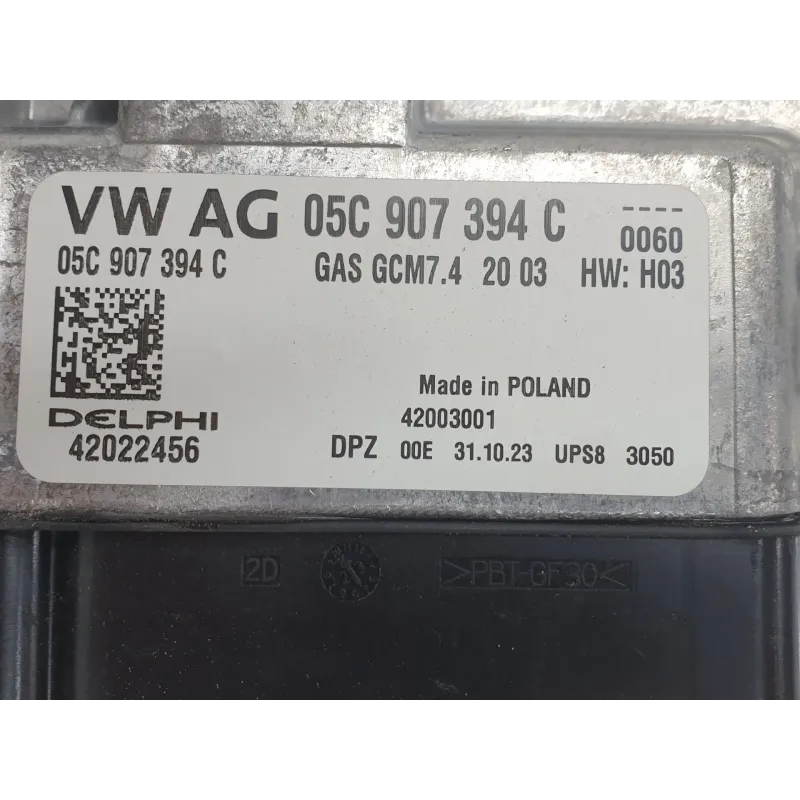 VW AG 05C 907 394 C ----
0060
05C 907 394 C GAS GCM7.4 20 03 HW: H03
Made in POLAND
DELPHI 42003001
42022456 DPZ 00E 31.10.23 UPS8 3050
2D >PBT-GF30<